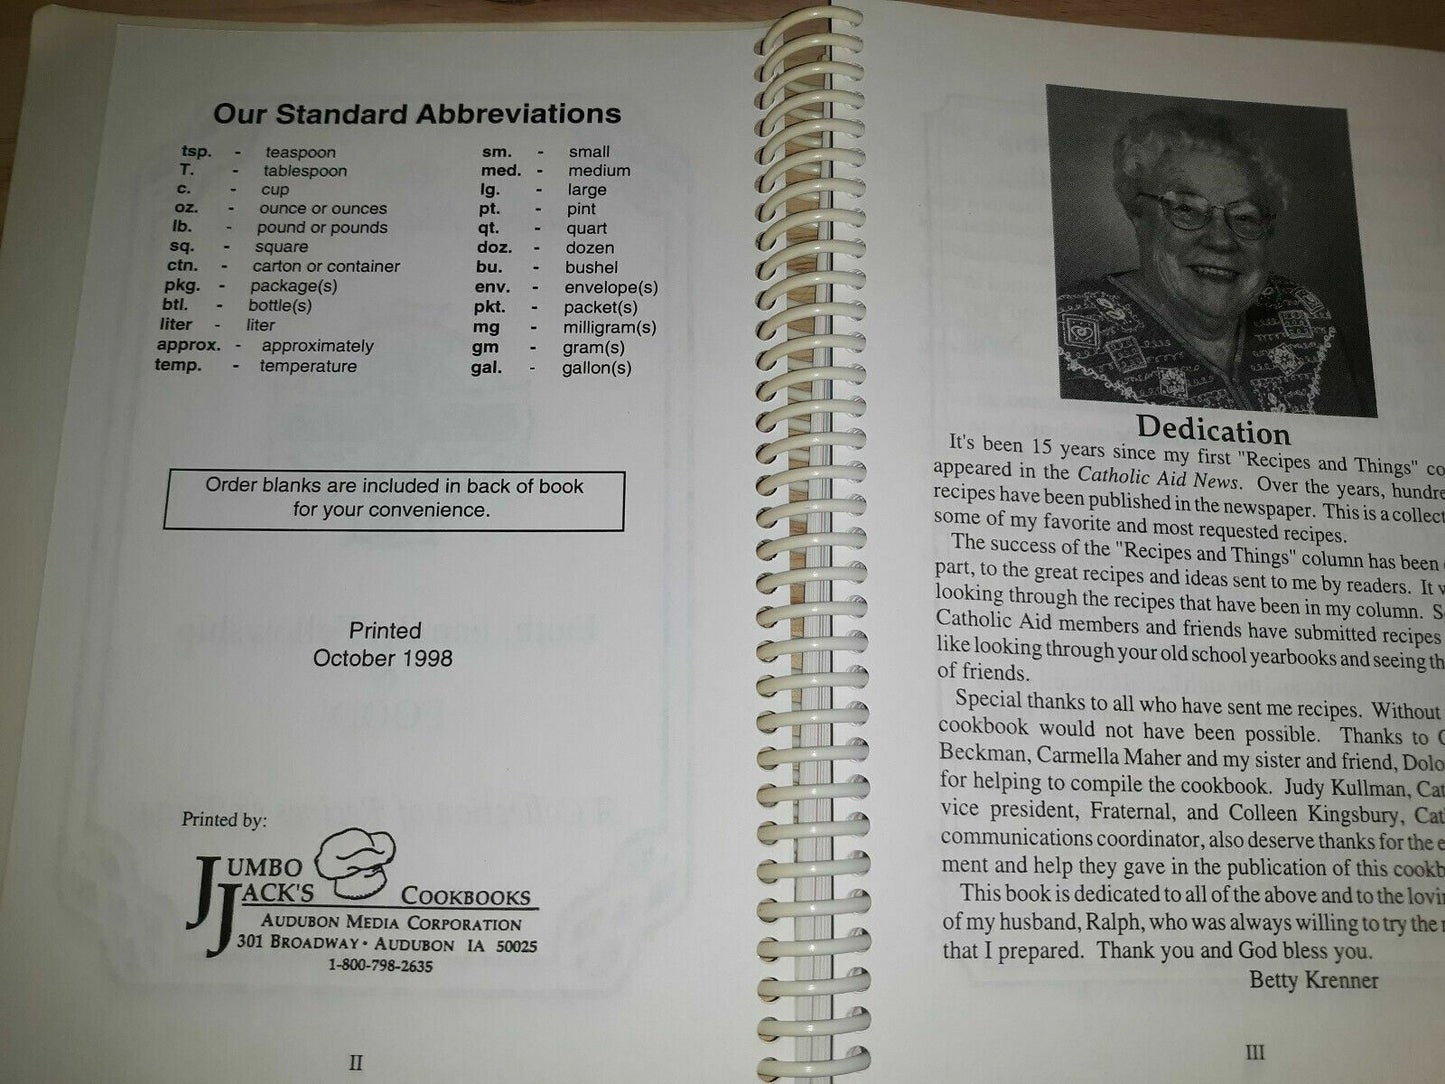 Our Standard Abbreviations
tsp. - teaspoon
T. - tablespoon
c. - cup
oz. - ounce or ounces
lb. - pound or pounds
sq. - square
ctn. - carton or container
pkg. - package(s)
btl. - bottle(s)
liter - liter
approx. - approximately
temp. - temperature
sm. - small
med. - medium
lg. - large
pt. - pint
qt. - quart
doz. - dozen
bu. - bushel
env. - envelope(s)
pkt. - packet(s)
mg - milligram(s)
gm - gram(s)
gal. - gallon(s)
Order blanks are included in back of book
for your convenience.
Printed
October 1998
Printed by:
JUMBO
JACK'S COOKBOOKS
AUDUBON MEDIA CORPORATION
301 BROADWAY • AUDUBON IA 50025
1-800-798-2635
II
Dedication
It's been 15 years since my first "Recipes and Things" co
appeared in the Catholic Aid News. Over the years, hundre
recipes have been published in the newspaper. This is a collect
some of my favorite and most requested recipes.
The success of the "Recipes and Things" column has been
part, to the great recipes and ideas sent to me by readers. It
looking through the recipes that have been in my column. S
Catholic Aid members and friends have submitted recipes
like looking through your old school yearbooks and seeing th
of friends.
Special thanks to all who have sent me recipes. Without
cookbook would not have been possible. Thanks to
Beckman, Carmella Maher and my sister and friend, Dolo
for helping to compile the cookbook. Judy Kullman, Cat
vice president, Fraternal, and Colleen Kingsbury, Cat
communications coordinator, also deserve thanks for the e
ment and help they gave in the publication of this cookb
This book is dedicated to all of the above and to the lovin
of my husband, Ralph, who was always willing to try the
that I prepared. Thank you and God bless you.
Betty Krenner
III